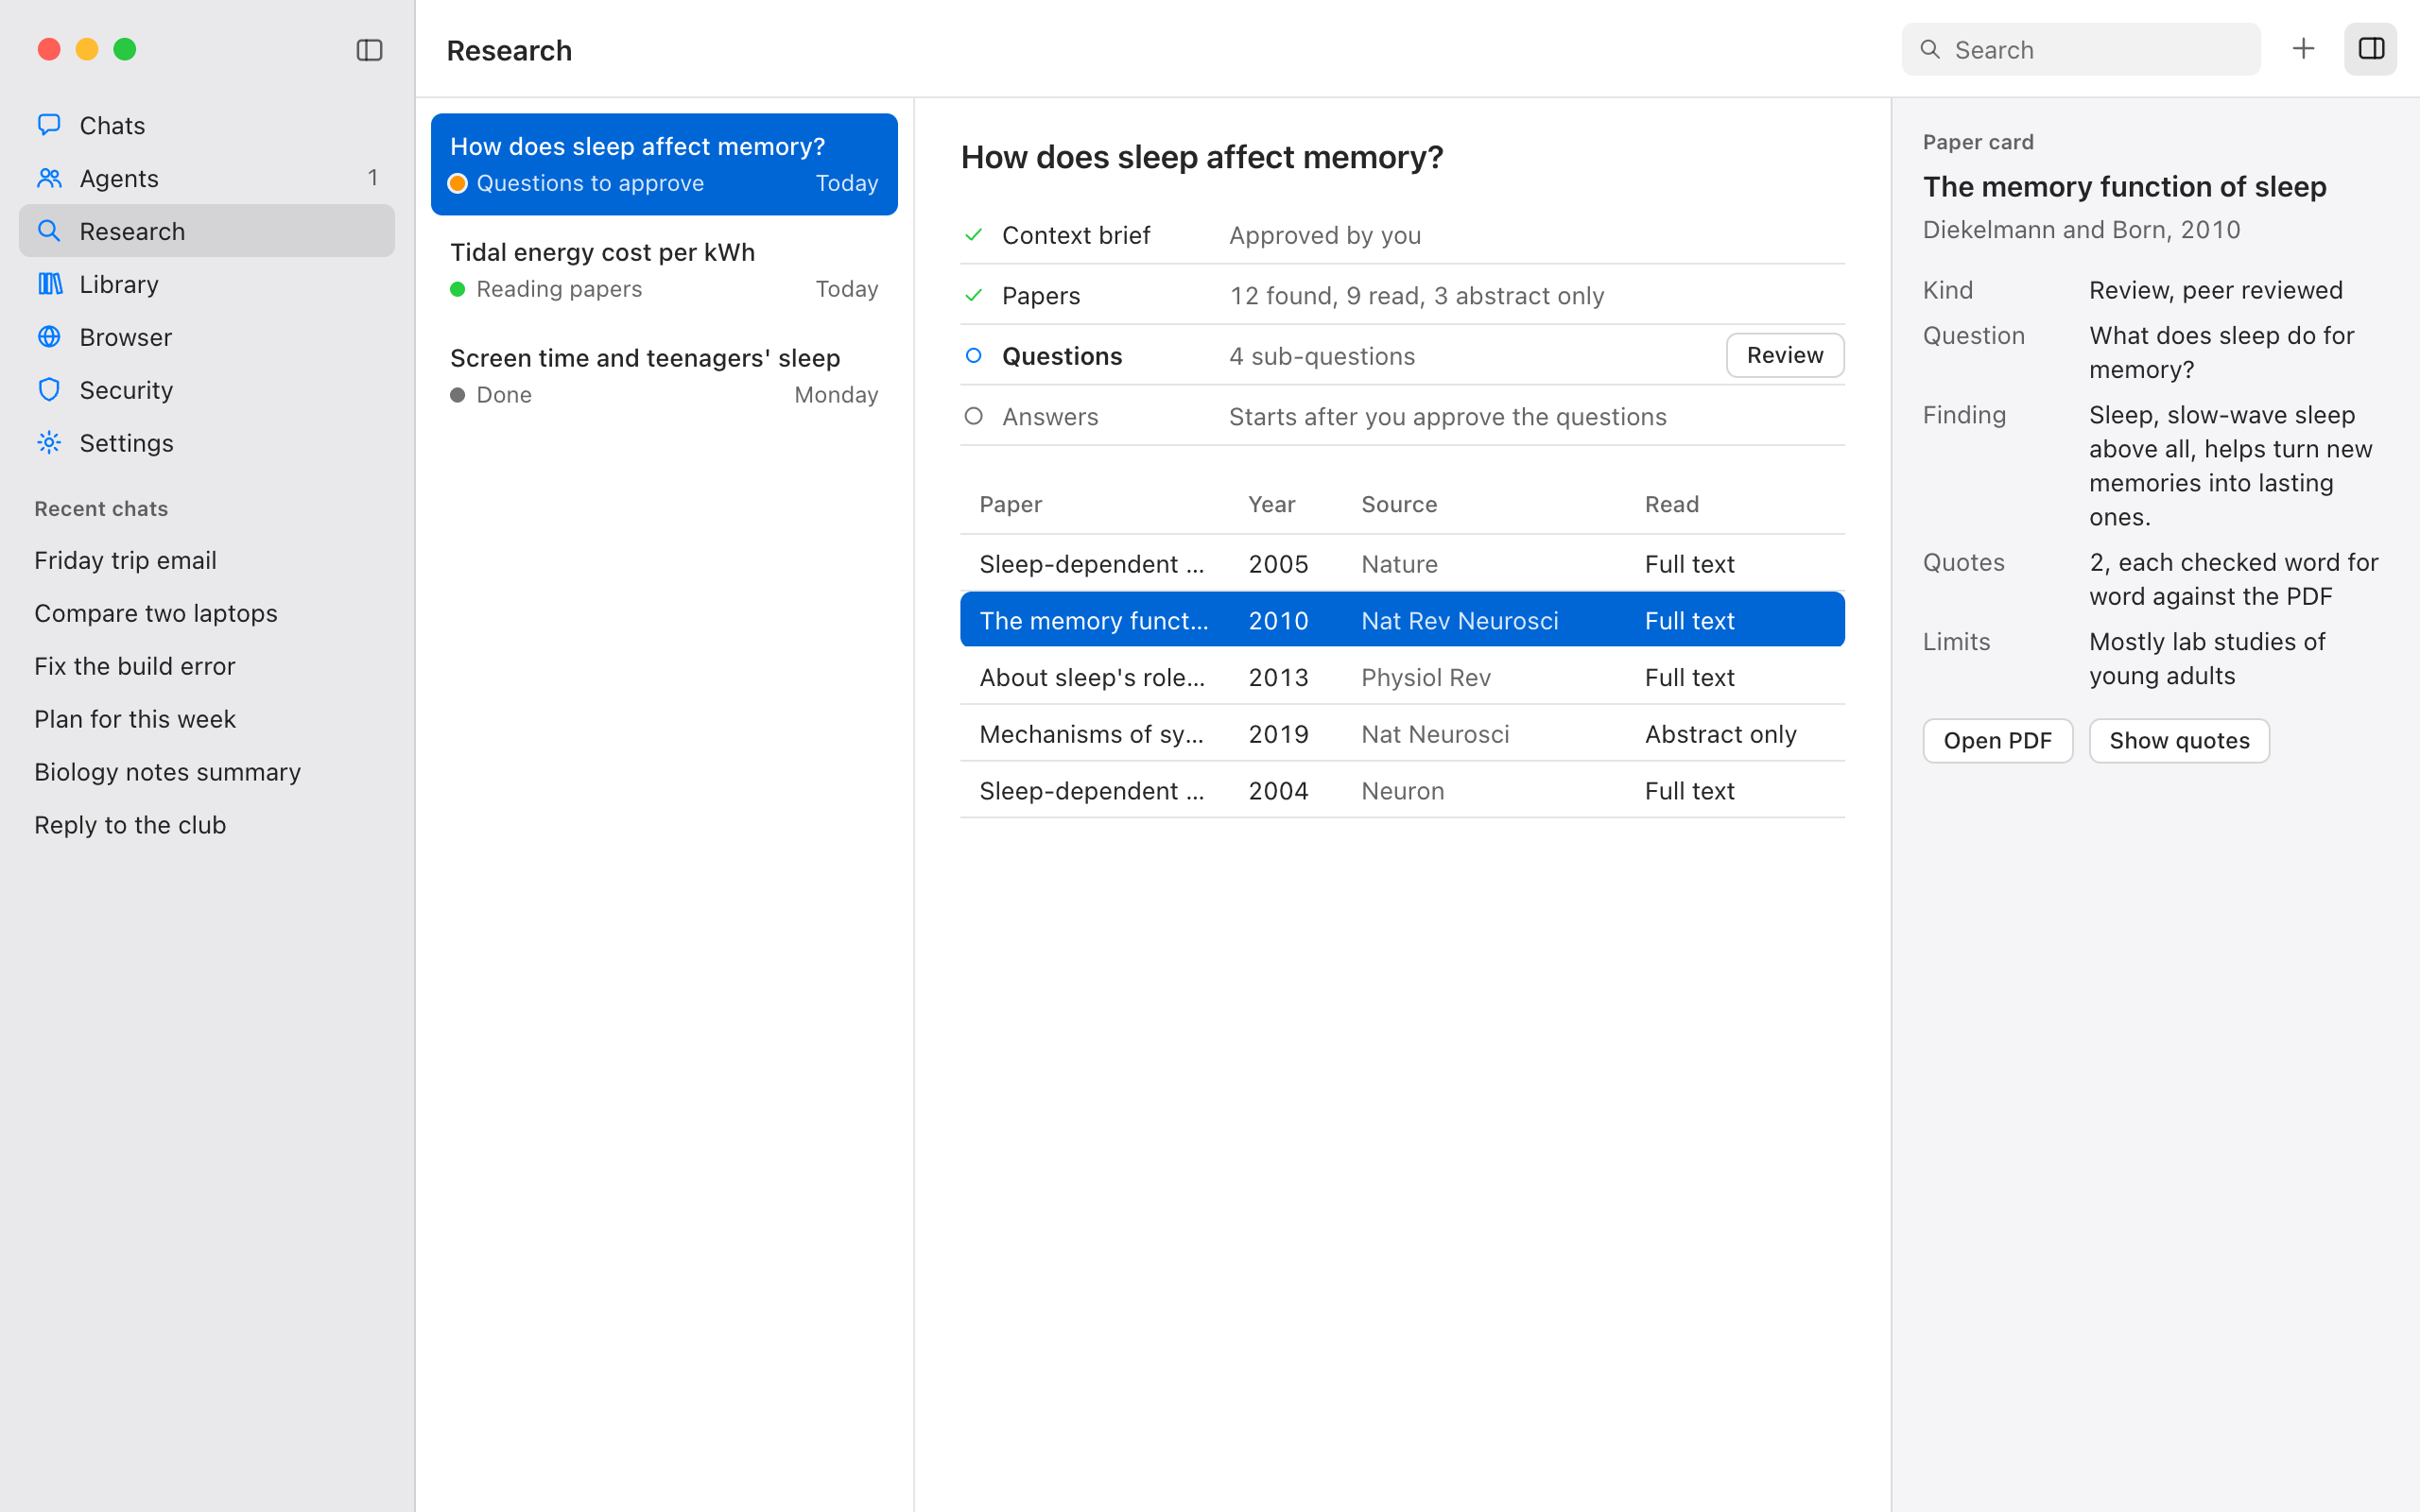 Research
Search
Chats
Agents 1
Research
Library
Browser
Security
Settings
Recent chats
Friday trip email
Compare two laptops
Fix the build error
Plan for this week
Biology notes summary
Reply to the club
How does sleep affect memory?
Questions to approve Today
Tidal energy cost per kWh
Reading papers Today
Screen time and teenagers' sleep
Done Monday
How does sleep affect memory?
Context brief Approved by you
Papers 12 found, 9 read, 3 abstract only
Questions 4 sub-questions Review
Answers Starts after you approve the questions
Paper Year Source Read
Sleep-dependent ... 2005 Nature Full text
The memory funct... 2010 Nat Rev Neurosci Full text
About sleep's role... 2013 Physiol Rev Full text
Mechanisms of sy... 2019 Nat Neurosci Abstract only
Sleep-dependent ... 2004 Neuron Full text
Paper card
The memory function of sleep
Diekelmann and Born, 2010
Kind Review, peer reviewed
Question What does sleep do for
memory?
Finding Sleep, slow-wave sleep
above all, helps turn new
memories into lasting
ones.
Quotes 2, each checked word for
word against the PDF
Limits Mostly lab studies of
young adults
Open PDF Show quotes